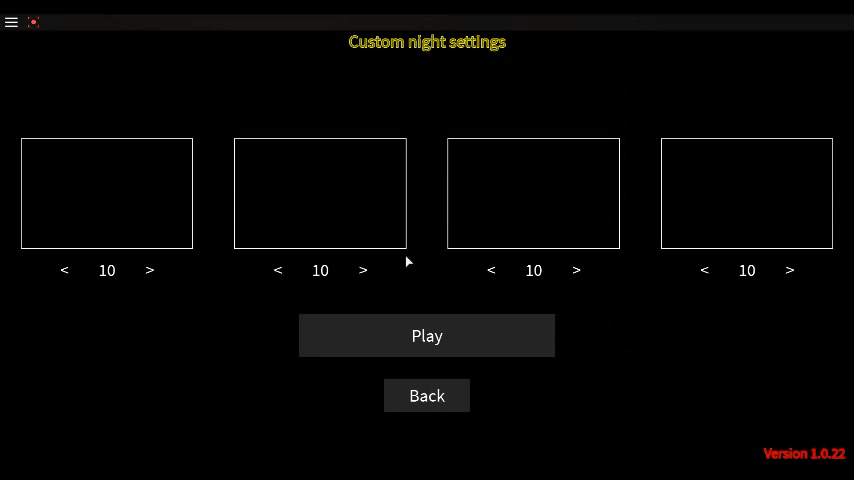 Custom night settings
< 10 > < 10 > < 10 > < 10 >
Play
Back
Version 1.0.22